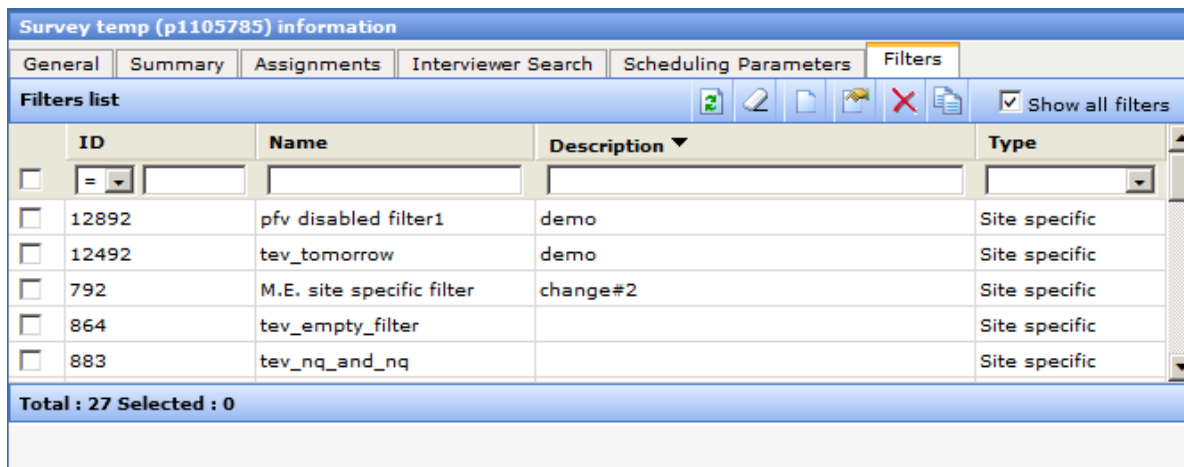 Survey temp (p1105785) information
General Summary Assignments Interviewer Search Scheduling Parameters Filters
Filters list Show all filters
ID Name Description Type
=
12892 pfv disabled filter1 demo Site specific
12492 tev_tomorrow demo Site specific
792 M.E. site specific filter change#2 Site specific
864 tev_empty_filter Site specific
883 tev_nq_and_nq Site specific
Total : 27 Selected : 0